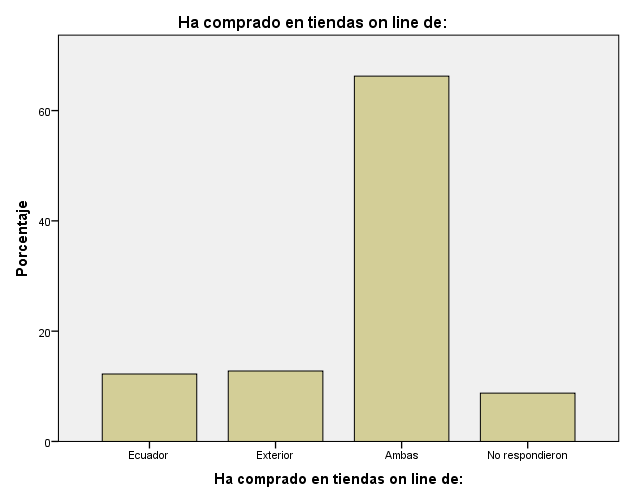 Ha comprado en tiendas on line de:
Porcentaje
60
40
20
0
Ecuador
Exterior
Ambas
No respondieron
Ha comprado en tiendas on line de: